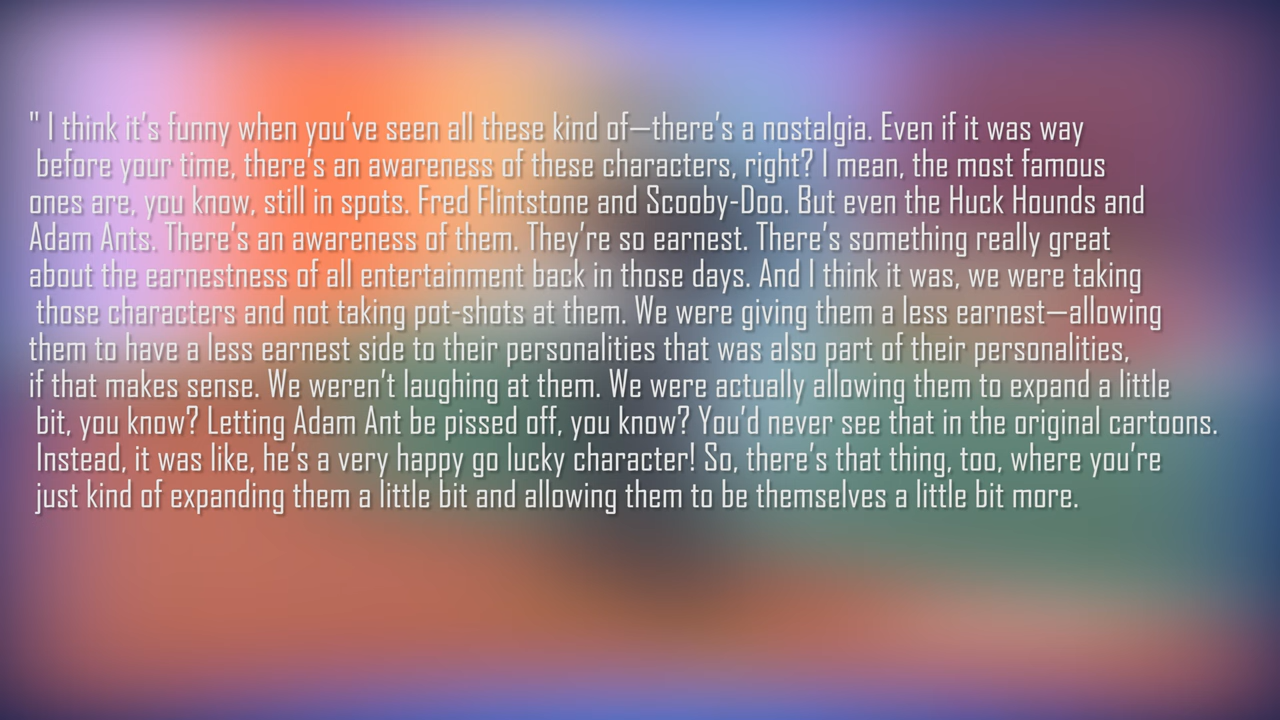 " I think it's funny when you've seen all these kind of—there's a nostalgia. Even if it was way
before your time, there's an awareness of these characters, right? I mean, the most famous
ones are, you know, still in spots. Fred Flintstone and Scooby-Doo. But even the Huck Hounds and
Adam Ants. There's an awareness of them. They're so earnest. There's something really great
about the earnestness of all entertainment back in those days. And I think it was, we were taking
those characters and not taking pot-shots at them. We were giving them a less earnest—allowing
them to have a less earnest side to their personalities that was also part of their personalities,
if that makes sense. We weren't laughing at them. We were actually allowing them to expand a little
bit, you know? Letting Adam Ant be pissed off, you know? You'd never see that in the original cartoons.
Instead, it was like, he's a very happy go lucky character! So, there's that thing, too, where you're
just kind of expanding them a little bit and allowing them to be themselves a little bit more.